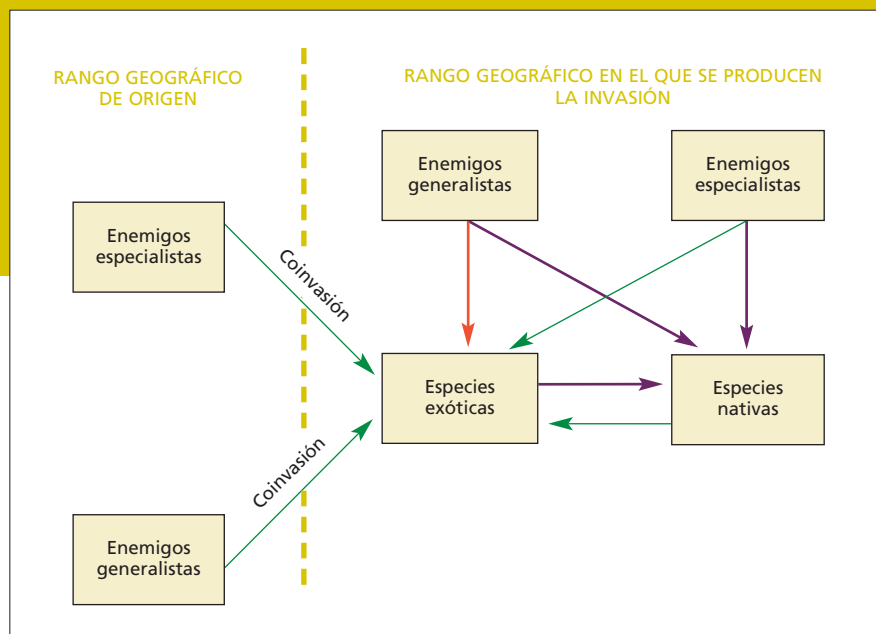 RANGO GEOGRÁFICO
DE ORIGEN
RANGO GEOGRÁFICO EN EL QUE SE PRODUCEN
LA INVASIÓN
Enemigos
generalistas
Enemigos
especialistas
Enemigos
especialistas
Coinvasión
Especies
exóticas
Especies
nativas
Coinvasión
Enemigos
generalistas